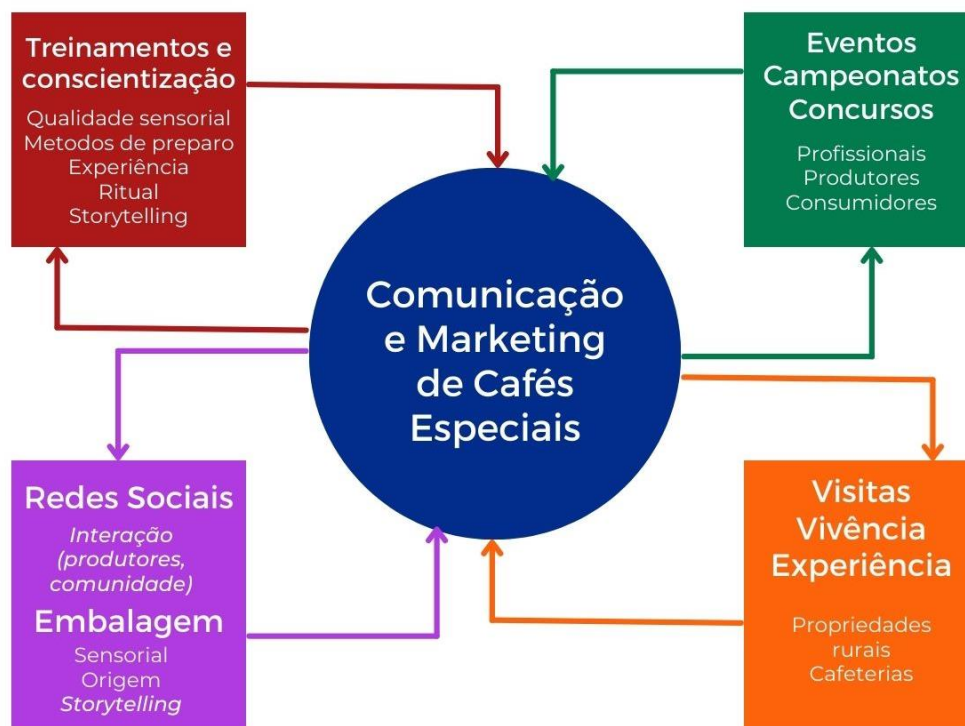 Treinamentos e
conscientização
Qualidade sensorial
Metodos de preparo
Experiência
Ritual
Storytelling
Eventos
Campeonatos
Concursos
Profissionais
Produtores
Consumidores
Comunicação
e Marketing
de Cafés
Especiais
Redes Sociais
Interação
(produtores,
comunidade)
Embalagem
Sensorial
Origem
Storytelling
Visitas
Vivência
Experiência
Propriedades
rurais
Cafeterias